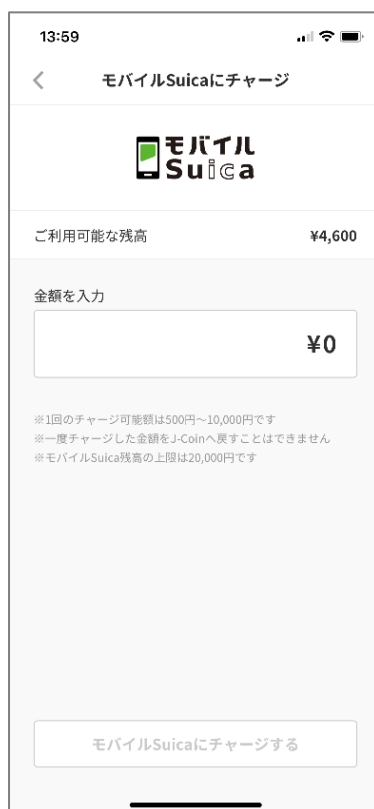 13:59
モバイルSuicaにチャージ
モバイル
Suica
ご利用可能な残高 ¥4,600
金額を入力
¥0
※1回のチャージ可能額は500円～10,000円です
※一度チャージした金額をJ-Coinへ戻すことはできません
※モバイルSuica残高の上限は20,000円です
モバイルSuicaにチャージする